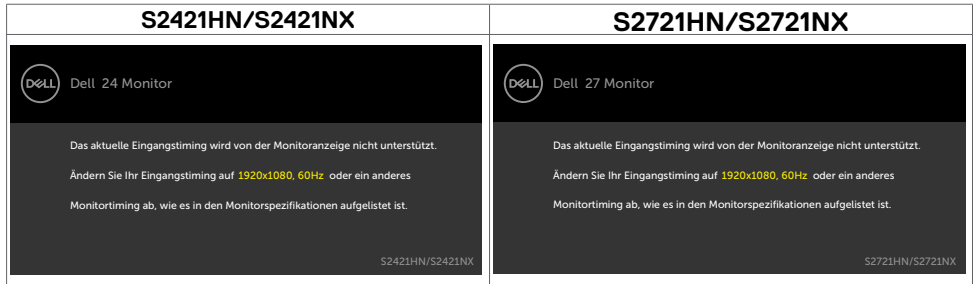 S2421HN/S2421NX
S2721HN/S2721NX
DELL Dell 24 Monitor
Das aktuelle Eingangstiming wird von der Monitoranzeige nicht unterstützt.
Ändern Sie Ihr Eingangstiming auf 1920x1080, 60Hz oder ein anderes
Monitortiming ab, wie es in den Monitorspezifikationen aufgelistet ist.
S2421HN/S2421NX
DELL Dell 27 Monitor
Das aktuelle Eingangstiming wird von der Monitoranzeige nicht unterstützt.
Ändern Sie Ihr Eingangstiming auf 1920x1080, 60Hz oder ein anderes
Monitortiming ab, wie es in den Monitorspezifikationen aufgelistet ist.
S2721HN/S2721NX